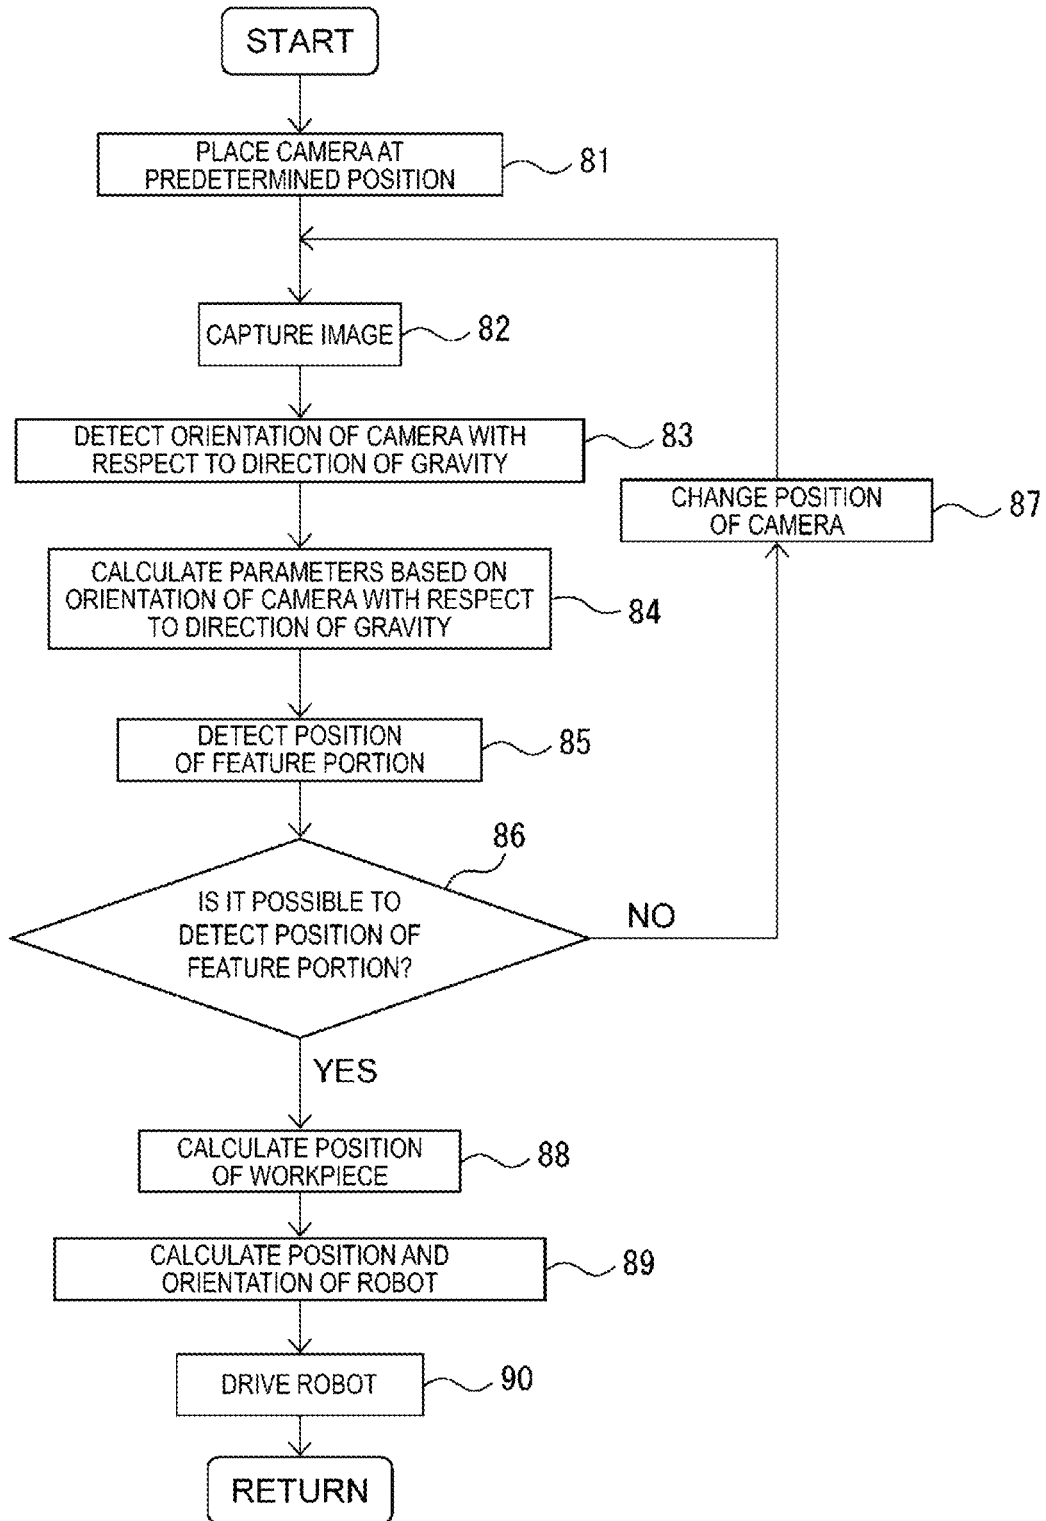 START
PLACE CAMERA AT
PREDETERMINED POSITION
81
CAPTURE IMAGE
82
DETECT ORIENTATION OF CAMERA WITH
RESPECT TO DIRECTION OF GRAVITY
83
CHANGE POSITION
OF CAMERA
87
CALCULATE PARAMETERS BASED ON
ORIENTATION OF CAMERA WITH RESPECT
TO DIRECTION OF GRAVITY
84
DETECT POSITION
OF FEATURE PORTION
85
86
IS IT POSSIBLE TO
DETECT POSITION OF
FEATURE PORTION?
NO
YES
CALCULATE POSITION
OF WORKPIECE
88
CALCULATE POSITION AND
ORIENTATION OF ROBOT
89
DRIVE ROBOT
90
RETURN